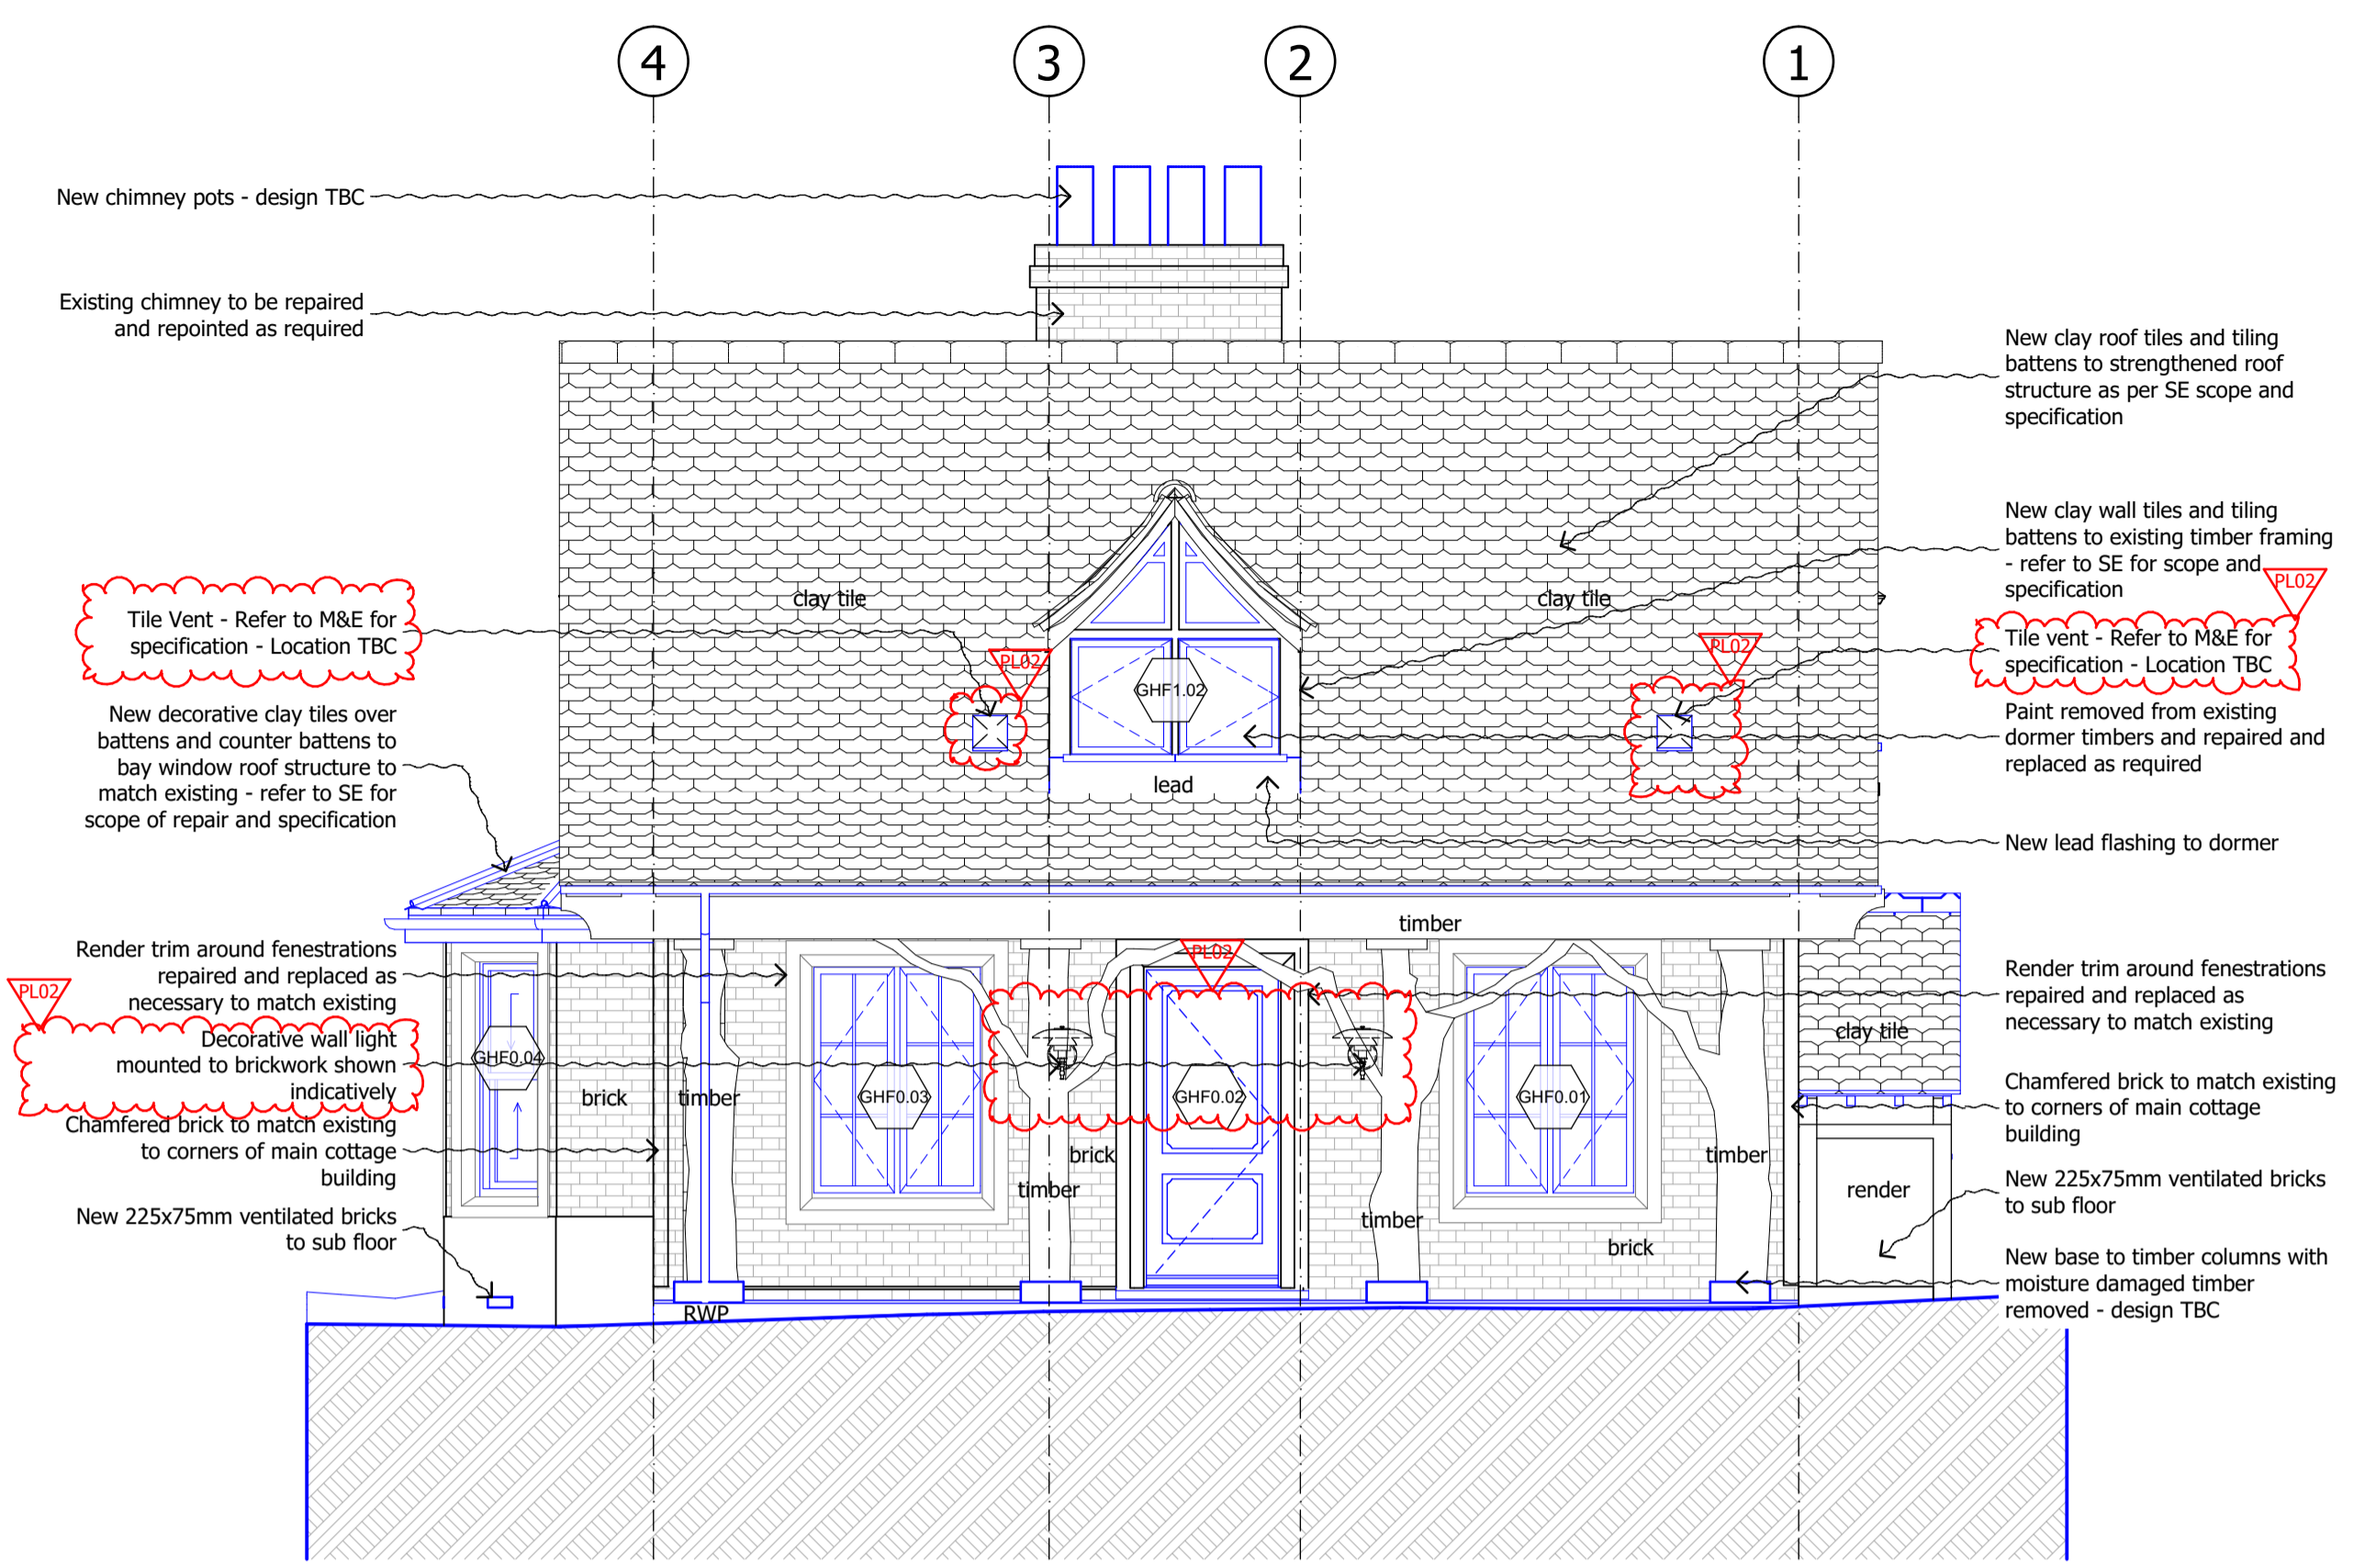 4
3
2
1
New chimney pots - design TBC
Existing chimney to be repaired
and repointed as required
New clay roof tiles and tiling
battens to strengthened roof
structure as per SE scope and
specification
New clay wall tiles and tiling
battens to existing timber framing
- refer to SE for scope and
specification
PL02
clay tile
clay tile
Tile Vent - Refer to M&E for
specification - Location TBC
PL02
PL02
Tile vent - Refer to M&E for
specification - Location TBC
GHF1.02
New decorative clay tiles over
battens and counter battens to
bay window roof structure to
match existing - refer to SE for
scope of repair and specification
Paint removed from existing
dormer timbers and repaired and
replaced as required
lead
New lead flashing to dormer
timber
Render trim around fenestrations
repaired and replaced as
necessary to match existing
PL02
PL02
Render trim around fenestrations
repaired and replaced as
necessary to match existing
clay tile
Decorative wall light
mounted to brickwork shown
indicatively
GHF0.04
brick
timber
GHF0.03
GHF0.02
GHF0.01
Chamfered brick to match existing
to corners of main cottage
building
Chamfered brick to match existing
to corners of main cottage
building
brick
timber
timber
timber
brick
render
New 225x75mm ventilated bricks
to sub floor
New 225x75mm ventilated bricks
to sub floor
New base to timber columns with
moisture damaged timber
removed - design TBC
RWP